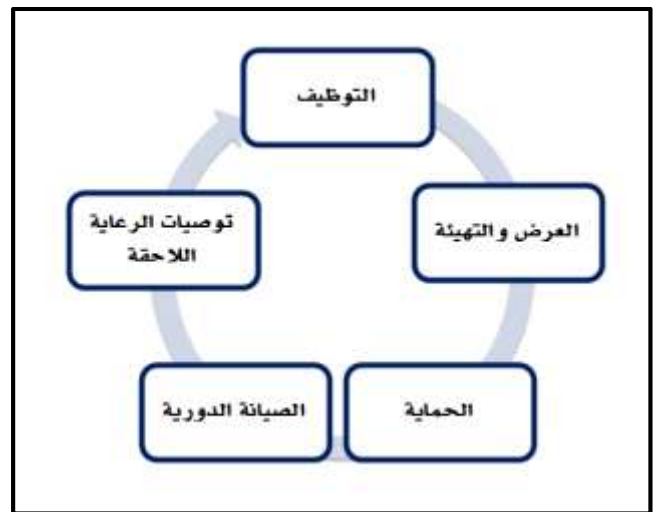 التوظيف
العرض والتهيئة
الحماية
الصيانة الدورية
توصيات الرعاية
اللاحقة